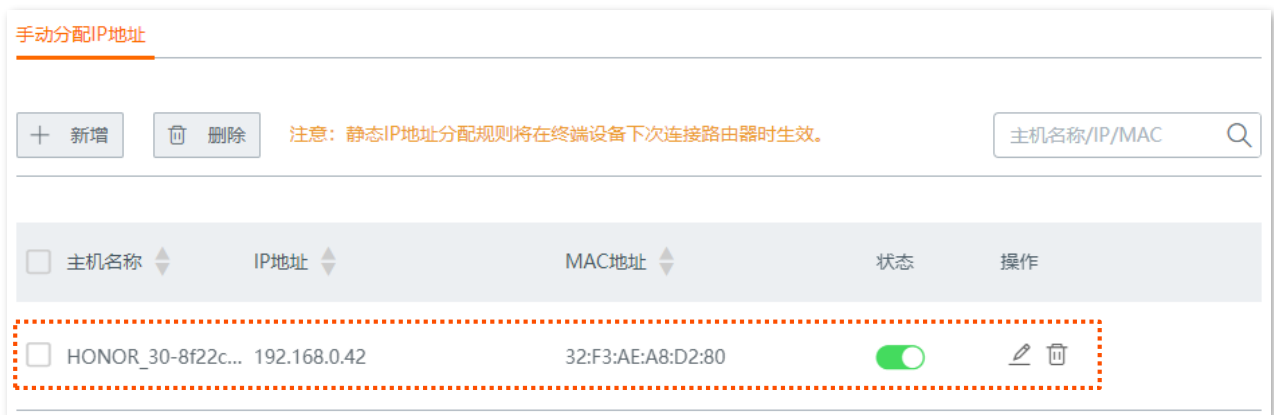 手动分配IP地址
新增 删除 注意：静态IP地址分配规则将在终端设备下次连接路由器时生效。 主机名称/IP/MAC
主机名称 IP地址 MAC地址 状态 操作
HONOR_30-8f22c... 192.168.0.42 32:F3:AE:A8:D2:80